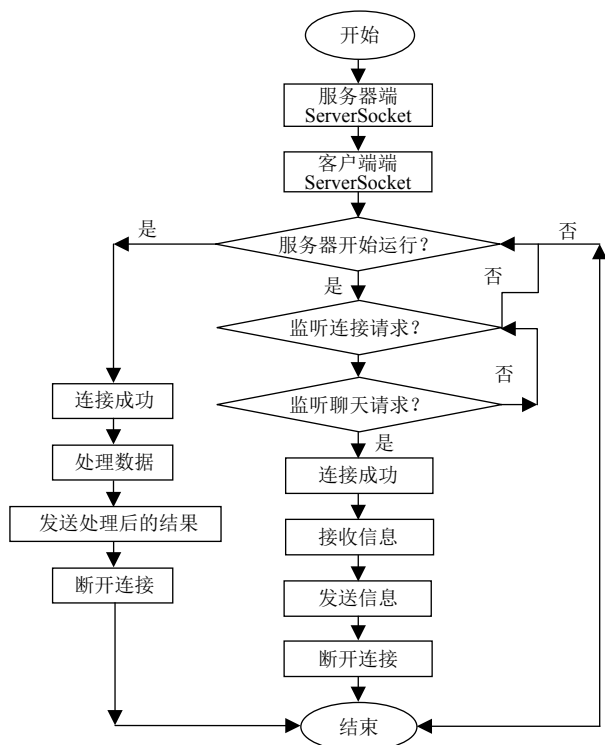 开始
服务器端
ServerSocket
客户端端
ServerSocket
是
服务器开始运行？
否
是
否
监听连接请求？
否
连接成功
监听聊天请求？
是
处理数据
连接成功
发送处理后的结果
接收信息
断开连接
发送信息
断开连接
结束